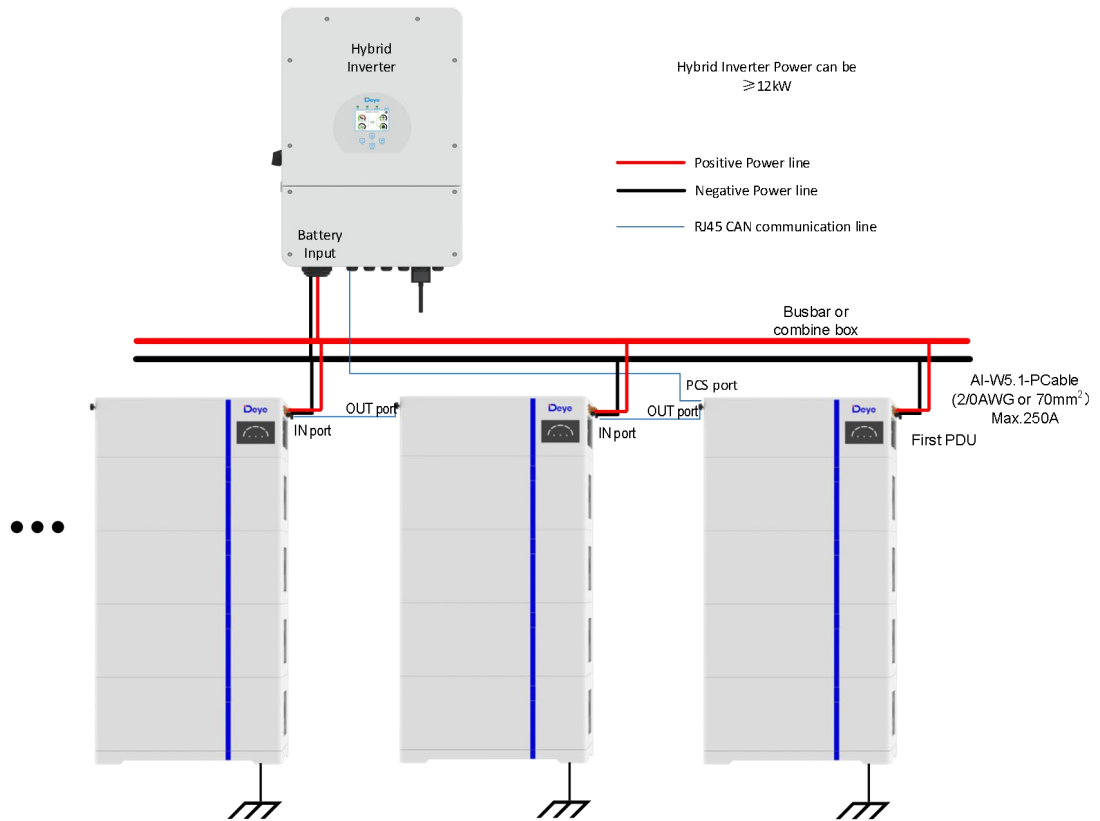 Hybrid
Inverter
Deye
Battery
Input
Hybrid Inverter Power can be
≥12kW
Positive Power line
Negative Power line
RJ45 CAN communication line
Busbar or
combine box
AI-W5.1-PCable
(2/0AWG or 70mm²)
Max.250A
PCS port
OUT port
OUT port
IN port
IN port
First PDU
Deye
Deye
Deye